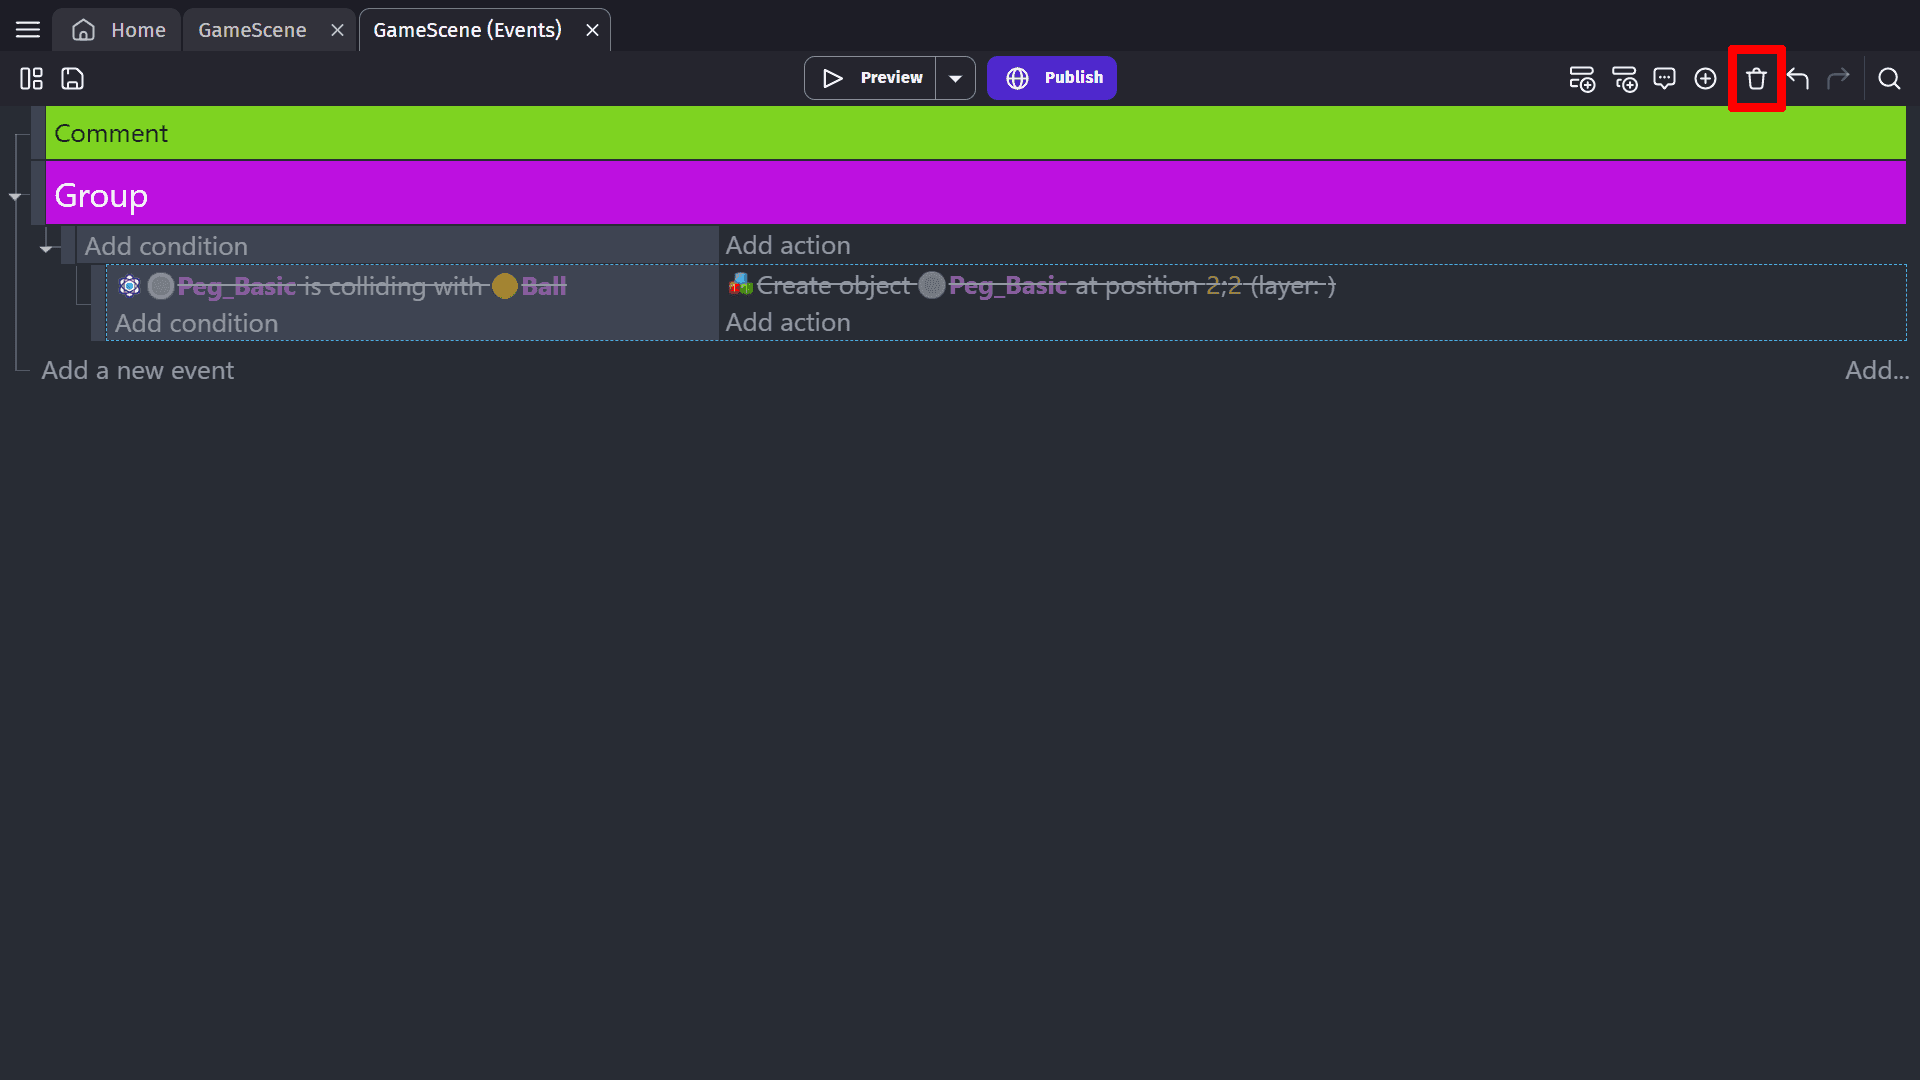 Home
GameScene
GameScene (Events)
Preview
Publish
Comment
Group
Add condition
Add action
Peg_Basic is colliding with Ball
Create object Peg_Basic at position 2;2 (layer: )
Add condition
Add action
Add a new event
Add...